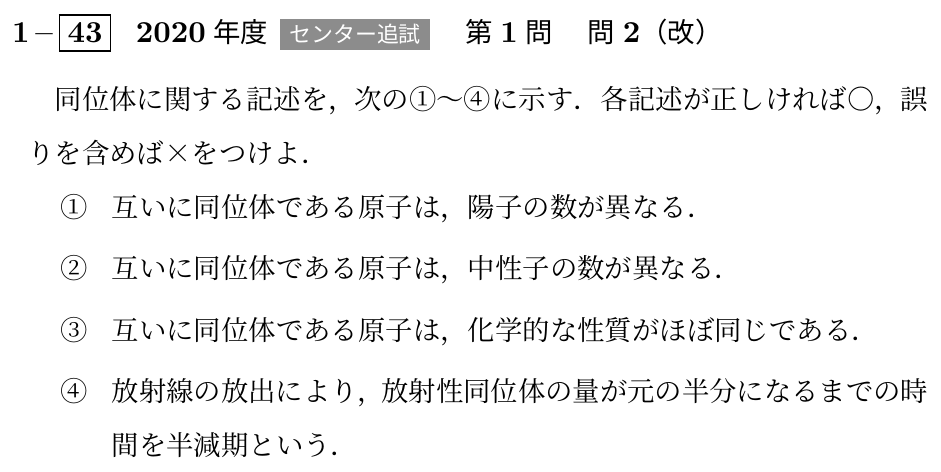 1－43 2020 年度 センター追試 第 1 問 問 2（改）
同位体に関する記述を，次の①～④に示す．各記述が正しければ○，誤
りを含めば×をつけよ．
① 互いに同位体である原子は，陽子の数が異なる．
② 互いに同位体である原子は，中性子の数が異なる．
③ 互いに同位体である原子は，化学的な性質がほぼ同じである．
④ 放射線の放出により，放射性同位体の量が元の半分になるまでの時
間を半減期という．